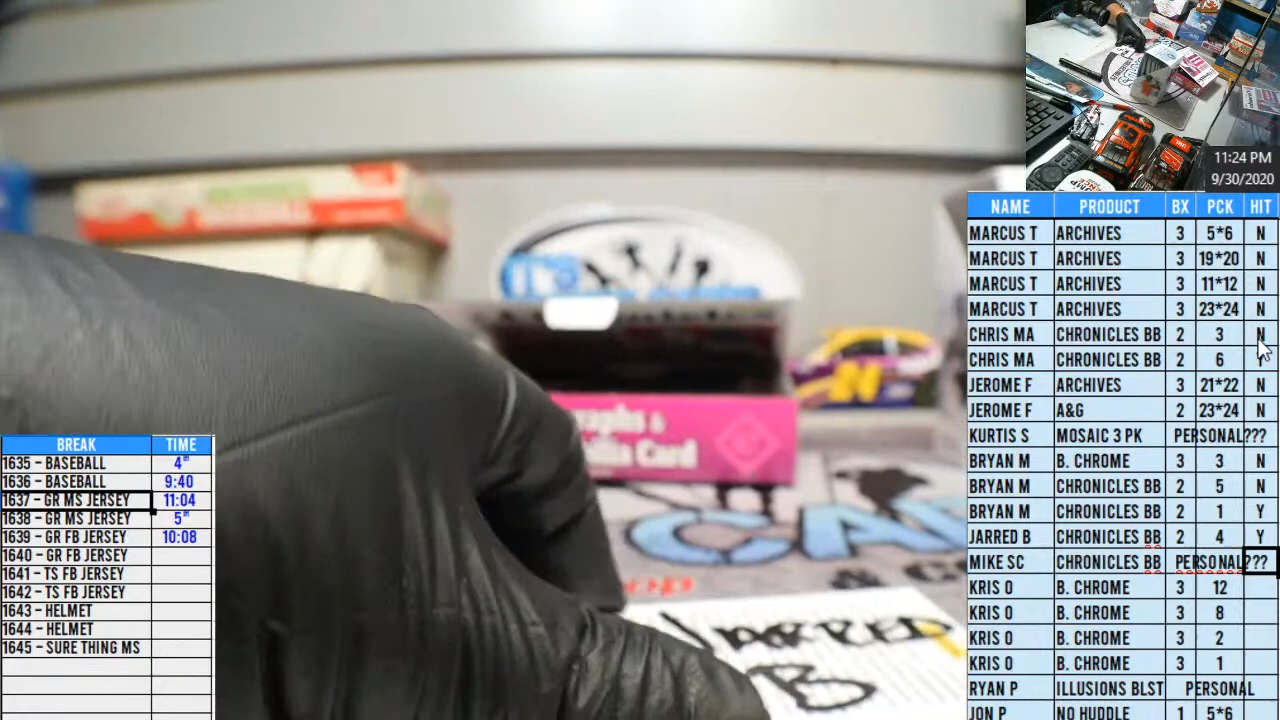 11:24 PM
9/30/2020
NAME PRODUCT BX PCK HIT
MARCUS T ARCHIVES 3 5*6 N
MARCUS T ARCHIVES 3 19*20 N
MARCUS T ARCHIVES 3 11*12 N
MARCUS T ARCHIVES 3 23*24 N
CHRIS MA CHRONICLES BB 2 3 N
CHRIS MA CHRONICLES BB 2 6 Y
JEROME F ARCHIVES 3 21*22 N
JEROME F A&G 2 23*24 N
KURTIS S MOSAIC 3 PK PERSONAL???
BRYAN M B. CHROME 3 3 N
BRYAN M CHRONICLES BB 2 5 N
BRYAN M CHRONICLES BB 2 1 Y
JARRED B CHRONICLES BB 2 4 Y
MIKE SC CHRONICLES BB PERSONAL???
KRIS O B. CHROME 3 12
KRIS O B. CHROME 3 8
KRIS O B. CHROME 3 2
KRIS O B. CHROME 3 1
RYAN P ILLUSIONS BLST PERSONAL
JON P NO HUDDLE 1 5*6
BREAK TIME
1635 - BASEBALL 4th
1636 - BASEBALL 9:40
1637 - GR MS JERSEY 11:04
1638 - GR MS JERSEY 5th
1639 - GR FB JERSEY 10:08
1640 - GR FB JERSEY
1641 - TS FB JERSEY
1642 - TS FB JERSEY
1643 - HELMET
1644 - HELMET
1645 - SURE THING MS
IT'S
Card
JARRED
B